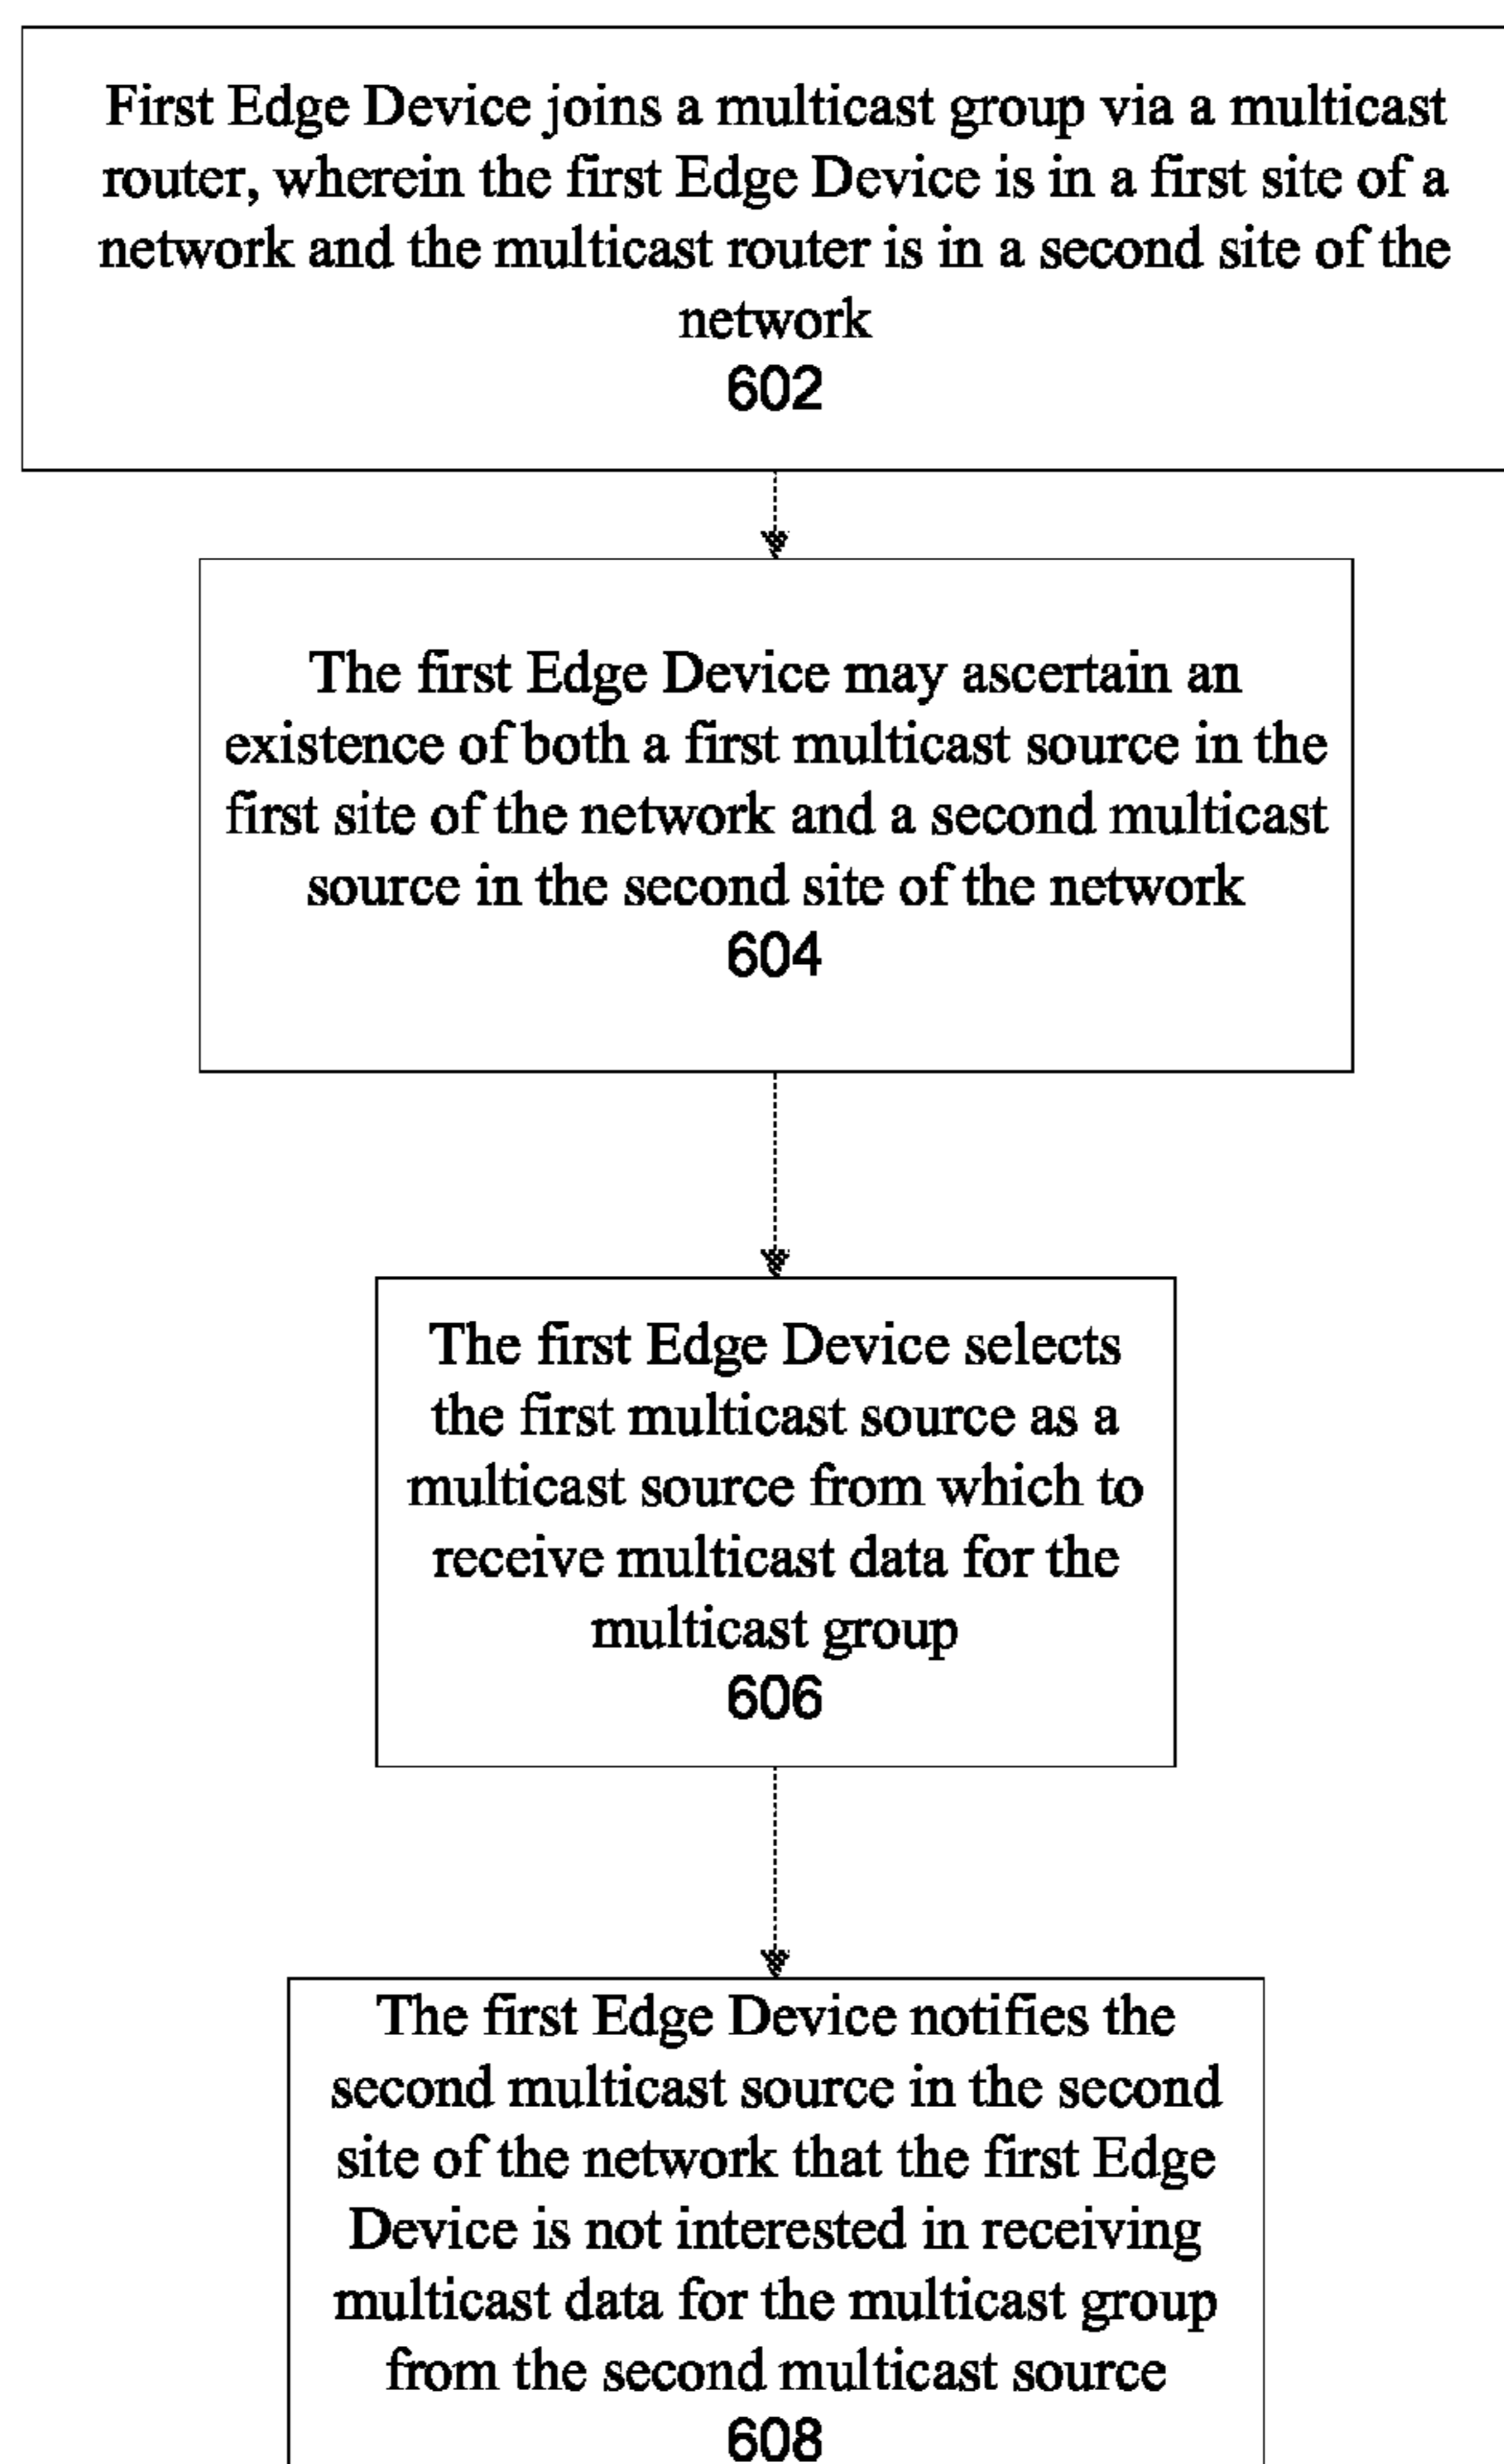 First Edge Device joins a multicast group via a multicast
router, wherein the first Edge Device is in a first site of a
network and the multicast router is in a second site of the
network
602
The first Edge Device may ascertain an
existence of both a first multicast source in the
first site of the network and a second multicast
source in the second site of the network
604
The first Edge Device selects
the first multicast source as a
multicast source from which to
receive multicast data for the
multicast group
606
The first Edge Device notifies the
second multicast source in the second
site of the network that the first Edge
Device is not interested in receiving
multicast data for the multicast group
from the second multicast source
608